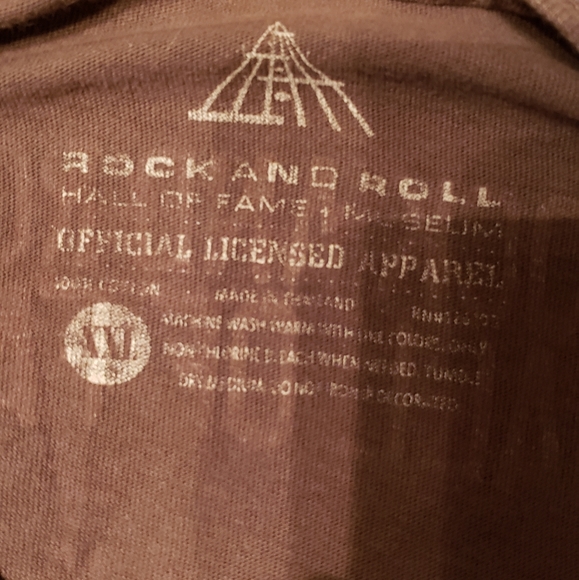 ROCK AND ROLL
HALL OF FAME + MUSEUM
OFFICIAL LICENSED APPAREL
100% COTTON MADE IN THAILAND
XXL
MACHINE WASH WARM WITH LIKE COLORS. ONLY
NON-CHLORINE BLEACH WHEN NEEDED. TUMBLE
DRY MEDIUM. DO NOT IRON IF DECORATED